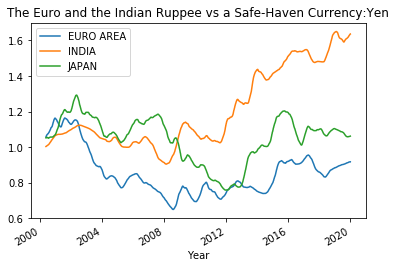 The Euro and the Indian Ruppee vs a Safe-Haven Currency:Yen
EURO AREA
INDIA
JAPAN
1.6
1.4
1.2
1.0
0.8
0.6
2000
2004
2008
2012
2016
2020
Year